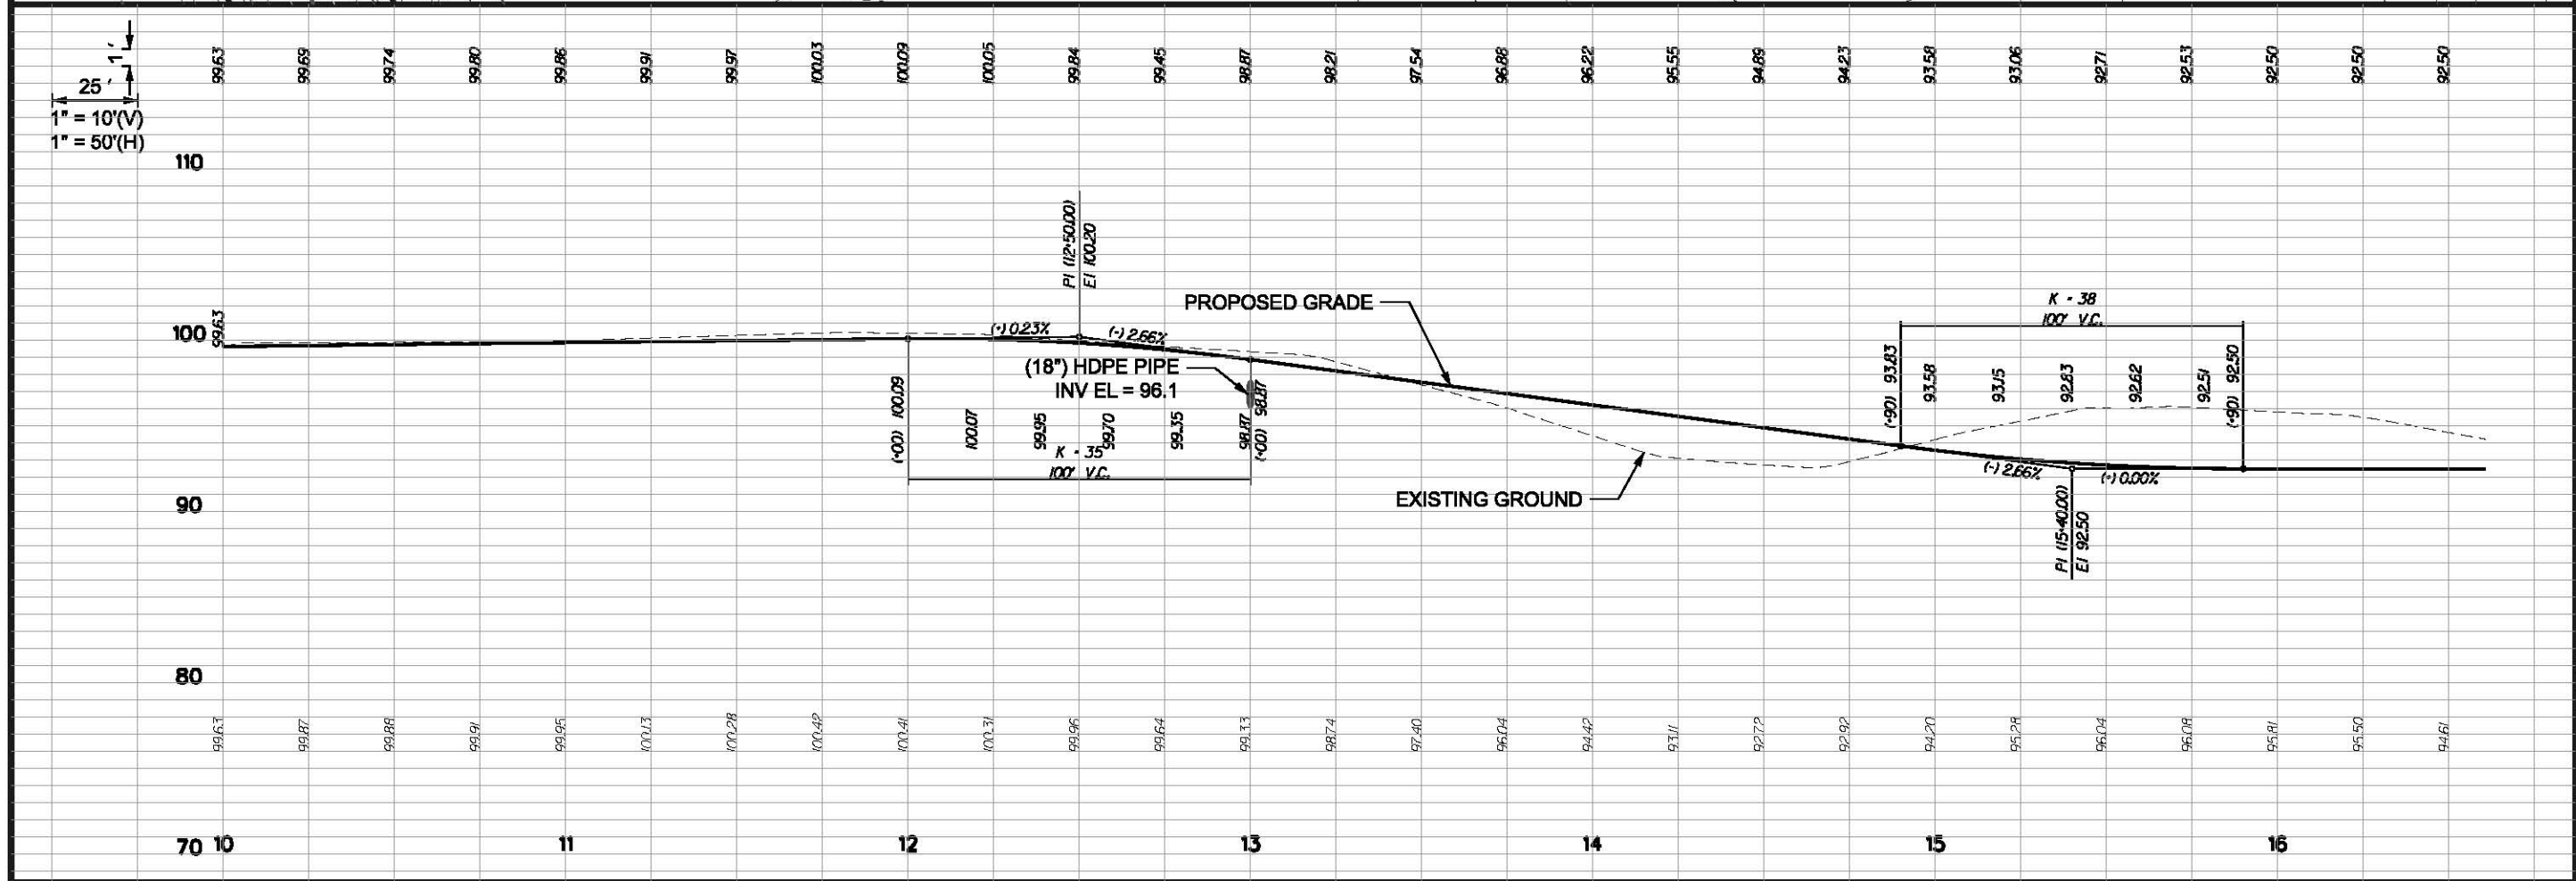 99.63 99.69 99.74 99.80 99.86 99.91 99.97 100.03 100.09 100.05 99.84 99.45 98.87 98.21 97.54 96.88 96.22 95.55 94.89 94.23 93.58 93.06 92.71 92.53 92.50 92.50 92.50
1'
25'
1" = 10'(V)
1" = 50'(H)
110
PI (12+50.00)
El 100.20
PROPOSED GRADE
K = 38
100' V.C.
100
99.63
(+) 0.23%
(-) 2.66%
(18") HDPE PIPE
INV EL = 96.1
(+00) 100.09
100.07
99.95
99.70
99.35
98.87
(+00) 98.87
K = 35
100' V.C.
(+90) 93.83
93.58
93.15
92.83
92.62
92.51
(+90) 92.50
(-) 2.66%
(+) 0.00%
EXISTING GROUND
90
PI (15+40.00)
El 92.50
80
99.63 99.87 99.88 99.91 99.95 100.13 100.28 100.42 100.41 100.31 99.96 99.64 99.33 98.74 97.40 96.04 94.42 93.11 92.72 92.92 94.20 95.28 96.04 96.08 95.81 95.50 94.61
70 10 11 12 13 14 15 16